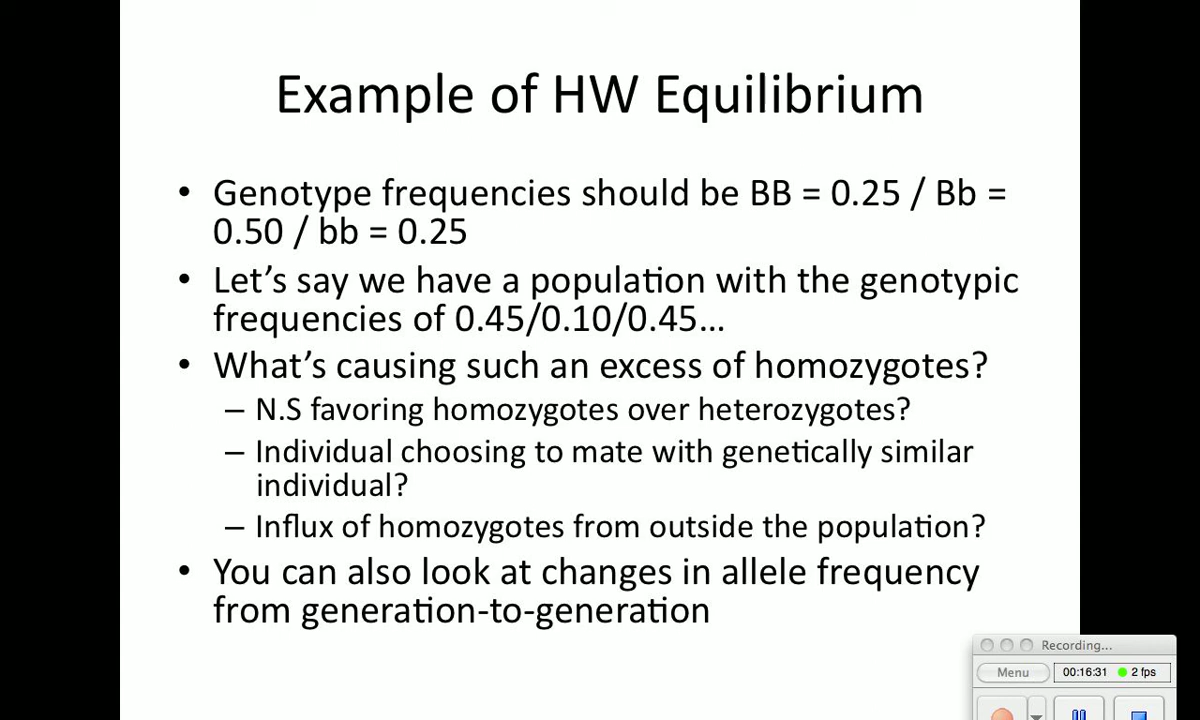 Example of HW Equilibrium
• Genotype frequencies should be BB = 0.25 / Bb =
0.50 / bb = 0.25
• Let’s say we have a population with the genotypic
frequencies of 0.45/0.10/0.45…
• What’s causing such an excess of homozygotes?
– N.S favoring homozygotes over heterozygotes?
– Individual choosing to mate with genetically similar
individual?
– Influx of homozygotes from outside the population?
• You can also look at changes in allele frequency
from generation-to-generation
Recording...
Menu 00:16:31 2 fps